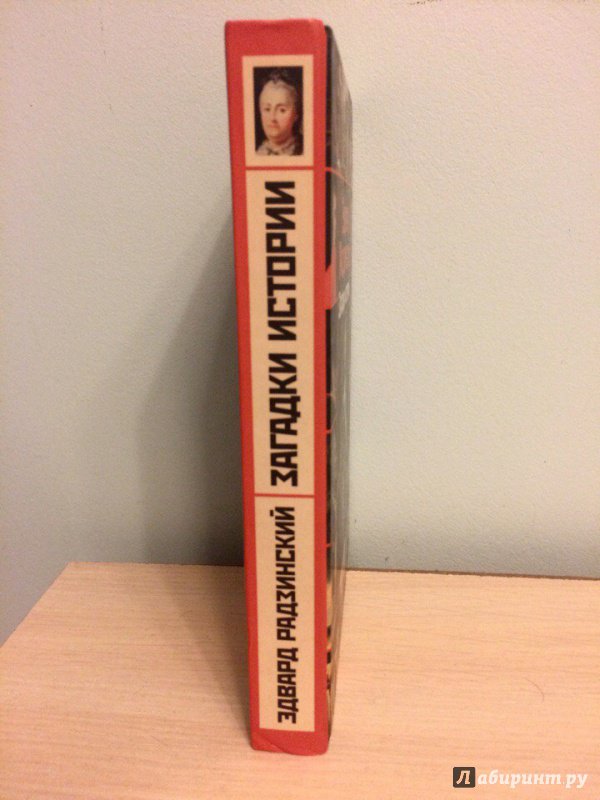 ЭДВАРД РАДЗИНСКИЙ
ЗАГАДКИ ИСТОРИИ
Лабиринт.ру